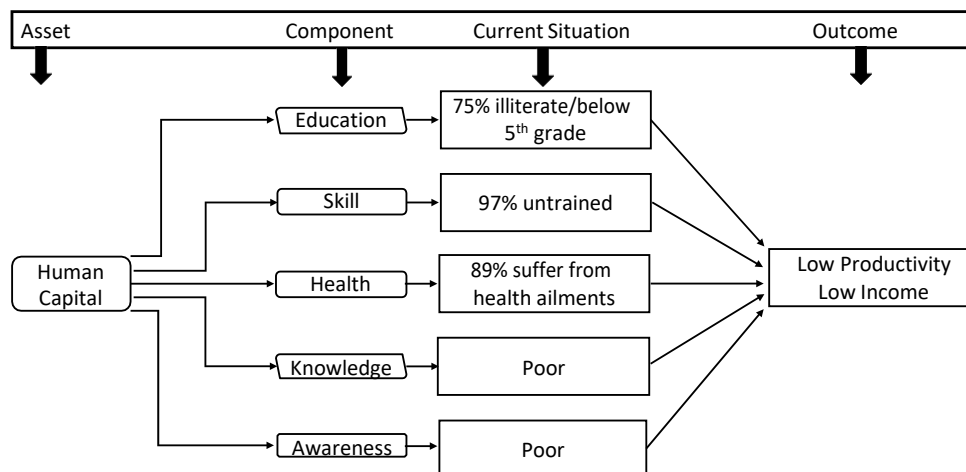 Asset Component Current Situation Outcome
Education
75% illiterate/below
5th grade
Skill
97% untrained
Human
Capital
Health
89% suffer from
health ailments
Low Productivity
Low Income
Knowledge
Poor
Awareness
Poor